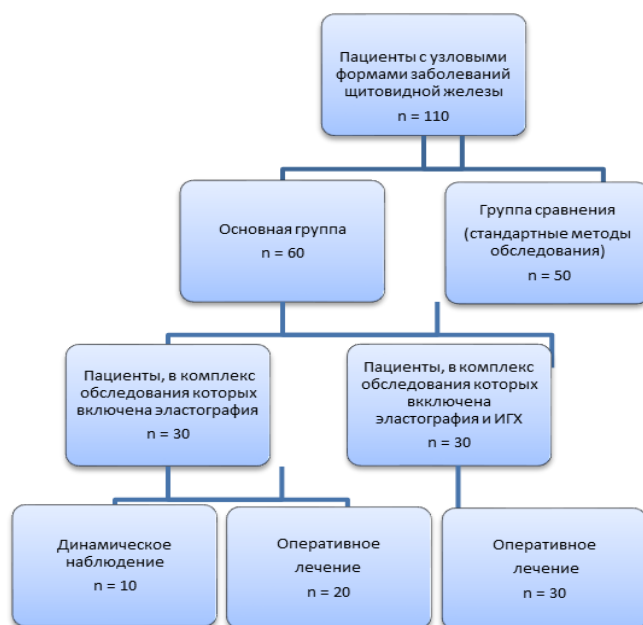 Пациенты с узловыми
формами заболеваний
щитовидной железы
n = 110
Основная группа
n = 60
Группа сравнения
(стандартные методы
обследования)
n = 50
Пациенты, в комплекс
обследования которых
включена эластография
n = 30
Пациенты, в комплекс
обследования которых
вкключена
эластография и ИГХ
n = 30
Динамическое
наблюдение
n = 10
Оперативное
лечение
n = 20
Оперативное
лечение
n = 30